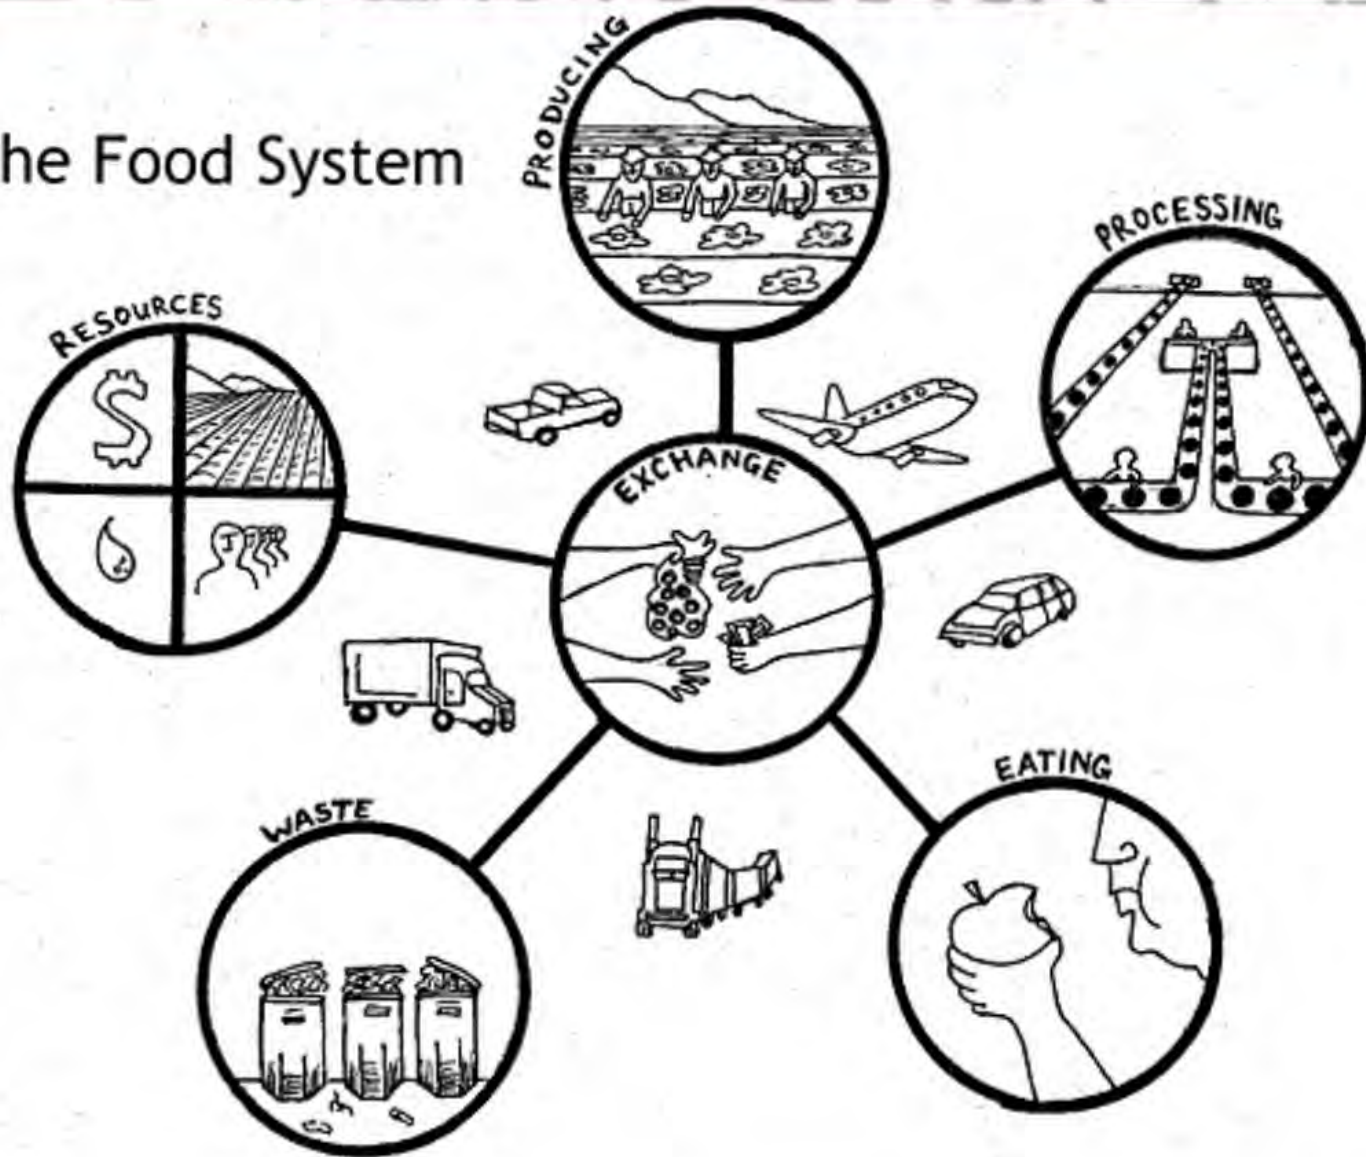 he Food System
PRODUCING
PROCESSING
RESOURCES
EXCHANGE
EATING
WASTE